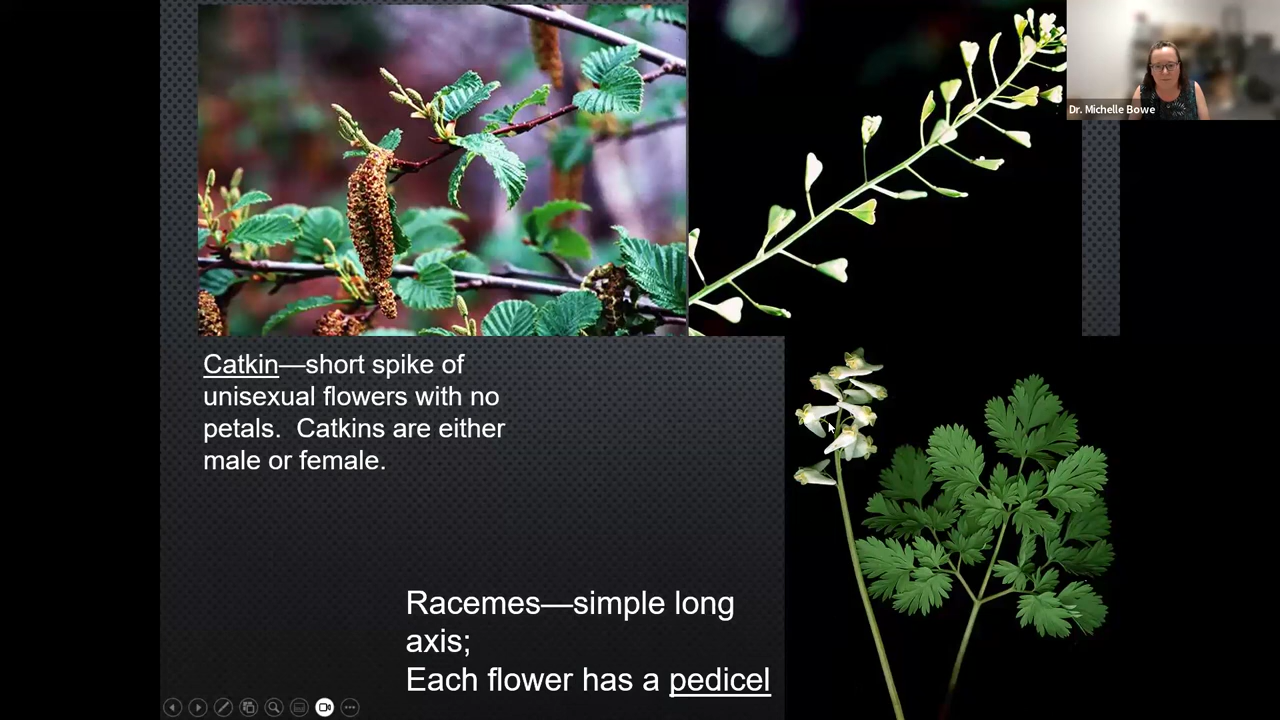 Dr. Michelle Bowe
Catkin—short spike of
unisexual flowers with no
petals.  Catkins are either
male or female.
Racemes—simple long
axis;
Each flower has a pedicel